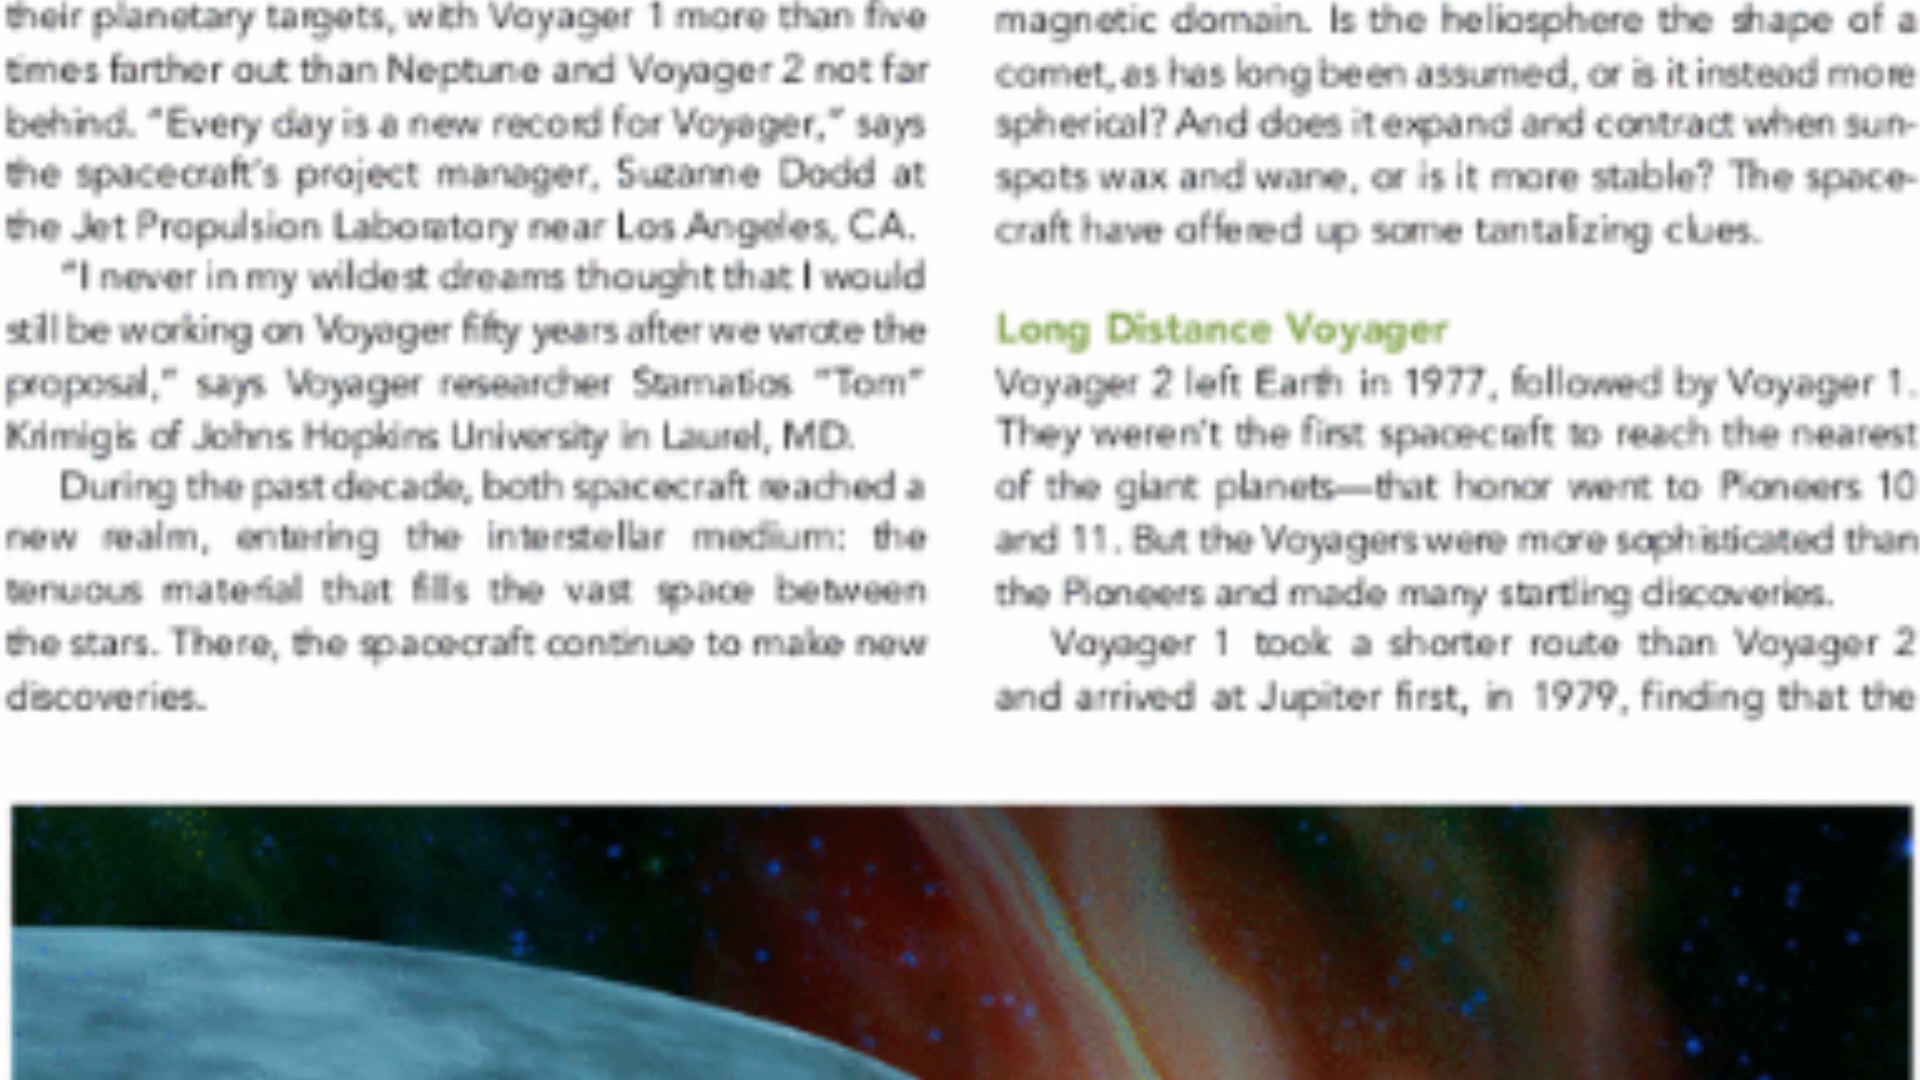 their planetary targets, with Voyager 1 more than five
times farther out than Neptune and Voyager 2 not far
behind. “Every day is a new record for Voyager,” says
the spacecraft’s project manager, Suzanne Dodd at
the Jet Propulsion Laboratory near Los Angeles, CA.
“I never in my wildest dreams thought that I would
still be working on Voyager fifty years after we wrote the
proposal,” says Voyager researcher Stamatios “Tom”
Krimigis of Johns Hopkins University in Laurel, MD.
During the past decade, both spacecraft reached a
new realm, entering the interstellar medium: the
tenuous material that fills the vast space between
the stars. There, the spacecraft continue to make new
discoveries.
magnetic domain. Is the heliosphere the shape of a
comet, as has long been assumed, or is it instead more
spherical? And does it expand and contract when sun-
spots wax and wane, or is it more stable? The space-
craft have offered up some tantalizing clues.
Long Distance Voyager
Voyager 2 left Earth in 1977, followed by Voyager 1.
They weren’t the first spacecraft to reach the nearest
of the giant planets—that honor went to Pioneers 10
and 11. But the Voyagers were more sophisticated than
the Pioneers and made many startling discoveries.
Voyager 1 took a shorter route than Voyager 2
and arrived at Jupiter first, in 1979, finding that the